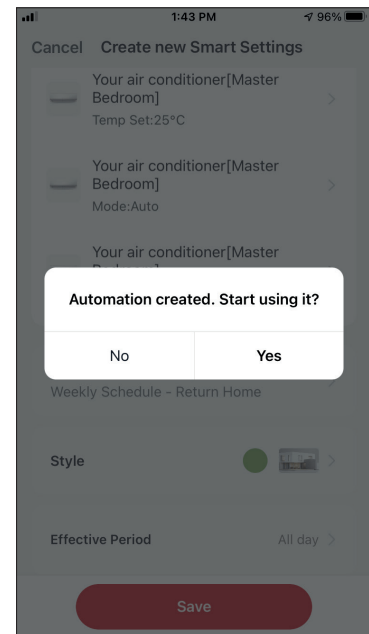 1:43 PM
96%
Cancel Create new Smart Settings
Your air conditioner[Master
Bedroom]
Temp Set:25°C
Your air conditioner[Master
Bedroom]
Mode:Auto
Your air conditioner[Master
Automation created. Start using it?
No Yes
Weekly Schedule - Return Home
Style
Effective Period All day
Save